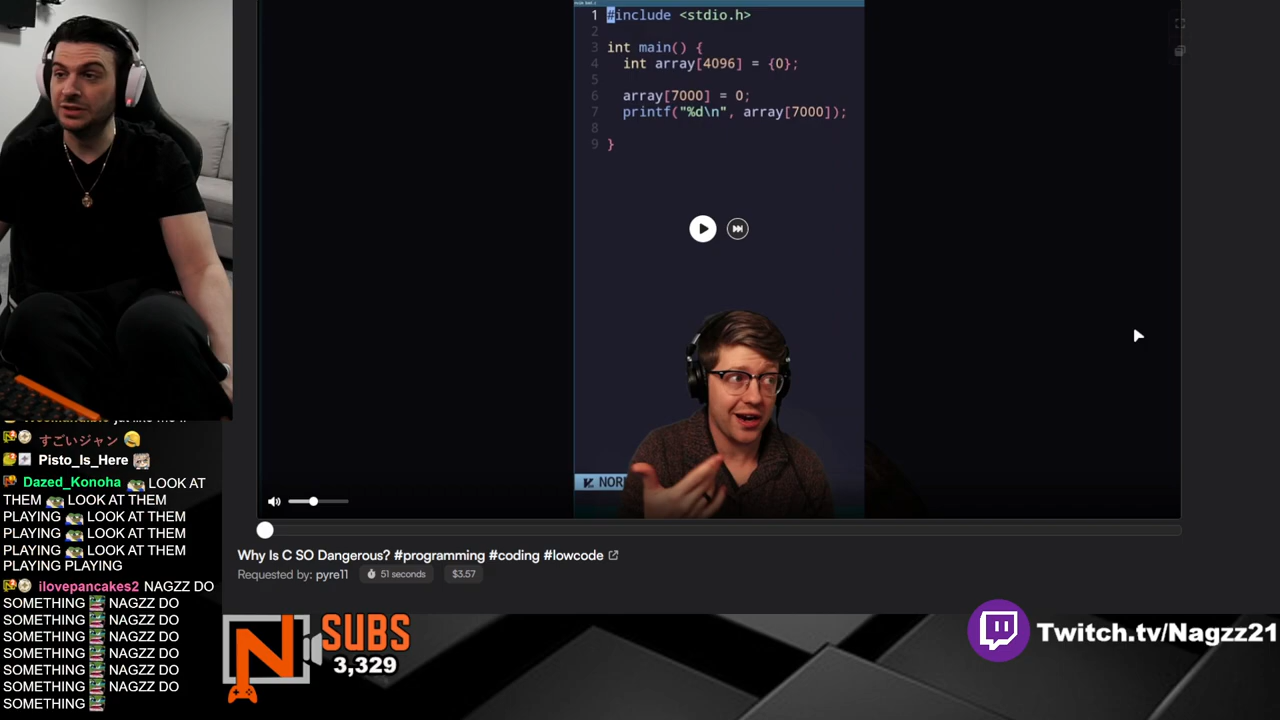 1 #include <stdio.h>
2
3 int main() {
4 int array[4096] = {0};
5
6 array[7000] = 0;
7 printf("%d\n", array[7000]);
8
9 }
すごいジャン
Pisto_Is_Here
Dazed_Konoha LOOK AT
THEM LOOK AT THEM
PLAYING LOOK AT THEM
PLAYING LOOK AT THEM
PLAYING LOOK AT THEM
PLAYING PLAYING
ilovepancakes2 NAGZZ DO
SOMETHING NAGZZ DO
SOMETHING NAGZZ DO
SOMETHING NAGZZ DO
SOMETHING NAGZZ DO
SOMETHING NAGZZ DO
SOMETHING NAGZZ DO
SOMETHING
Why Is C SO Dangerous? #programming #coding #lowcode
Requested by: pyre11 51 seconds $3.57
N SUBS
3,329
Twitch.tv/Nagzz21